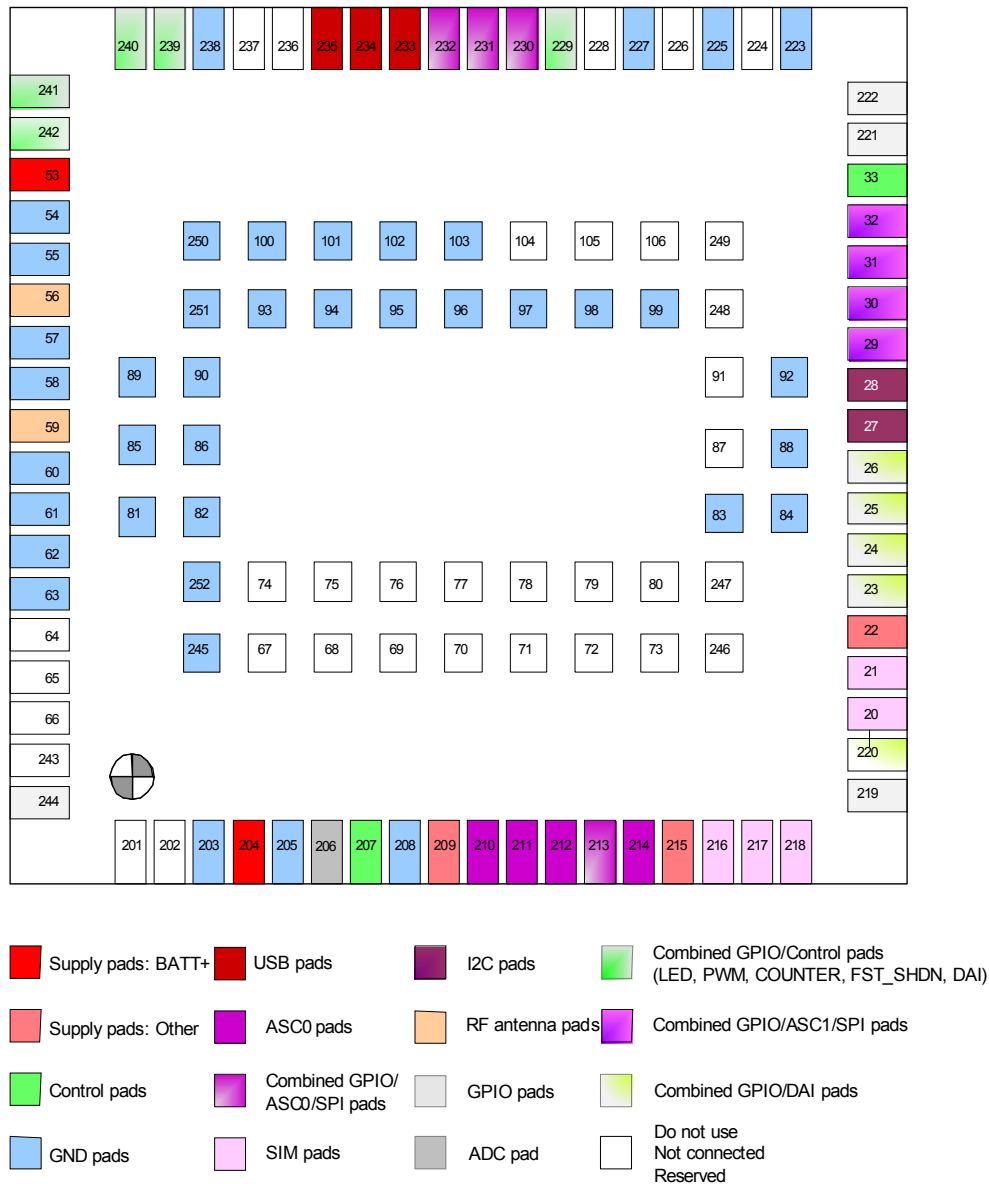 240 239 238 237 236 235 234 233 232 231 230 229 228 227 226 225 224 223
241 222
242 221
53 33
54 32
250 100 101 102 103 104 105 106 249
55 31
56 30
251 93 94 95 96 97 98 99 248
57 29
58 28
89 90 91 92
59 27
85 86 87 88
60 26
61 25
81 82 83 84
62 24
63 23
252 74 75 76 77 78 79 80 247
64 22
245 67 68 69 70 71 72 73 246
65 21
66 20
243 220
244 219
201 202 203 204 205 206 207 208 209 210 211 212 213 214 215 216 217 218
Supply pads: BATT+
USB pads
I2C pads
Combined GPIO/Control pads
(LED, PWM, COUNTER, FST_SHDN, DAI)
Supply pads: Other
ASC0 pads
RF antenna pads
Combined GPIO/ASC1/SPI pads
Control pads
Combined GPIO/
ASC0/SPI pads
GPIO pads
Combined GPIO/DAI pads
GND pads
SIM pads
ADC pad
Do not use
Not connected
Reserved